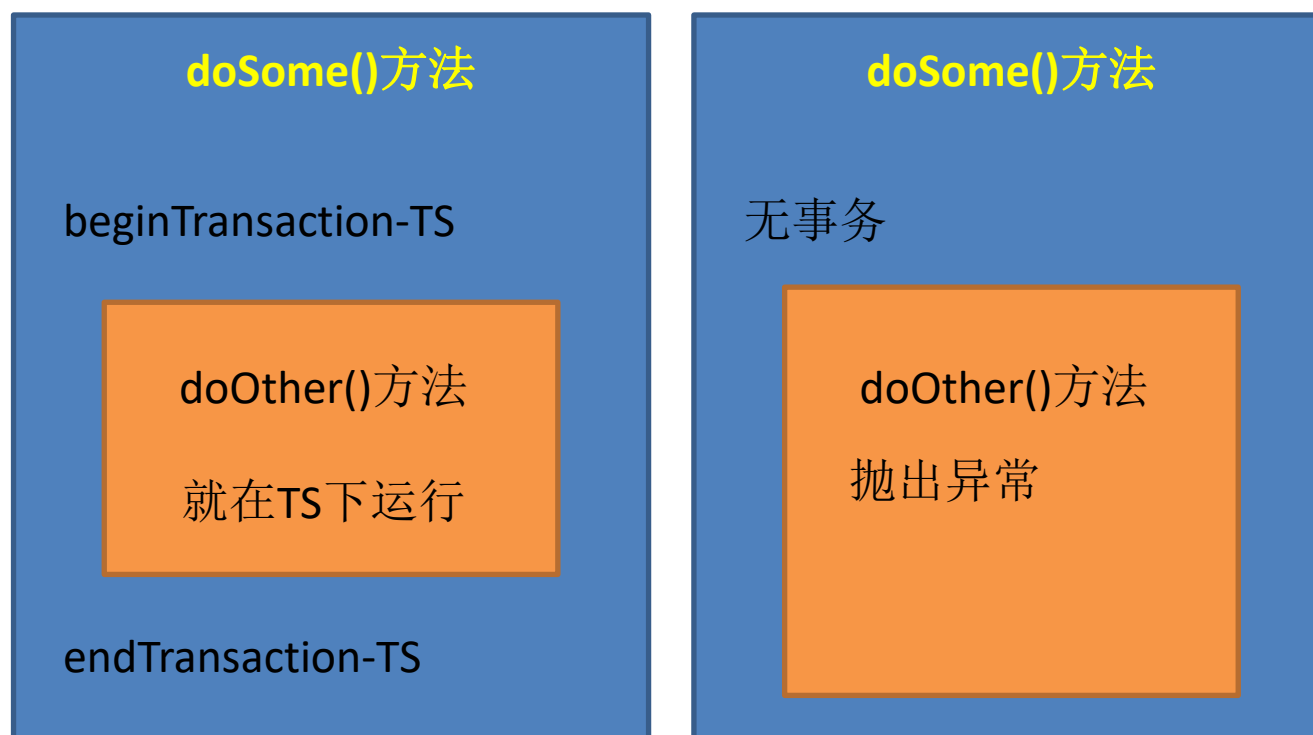 doSome()方法
beginTransaction-TS
doOther()方法
就在TS下运行
endTransaction-TS
doSome()方法
无事务
doOther()方法
抛出异常